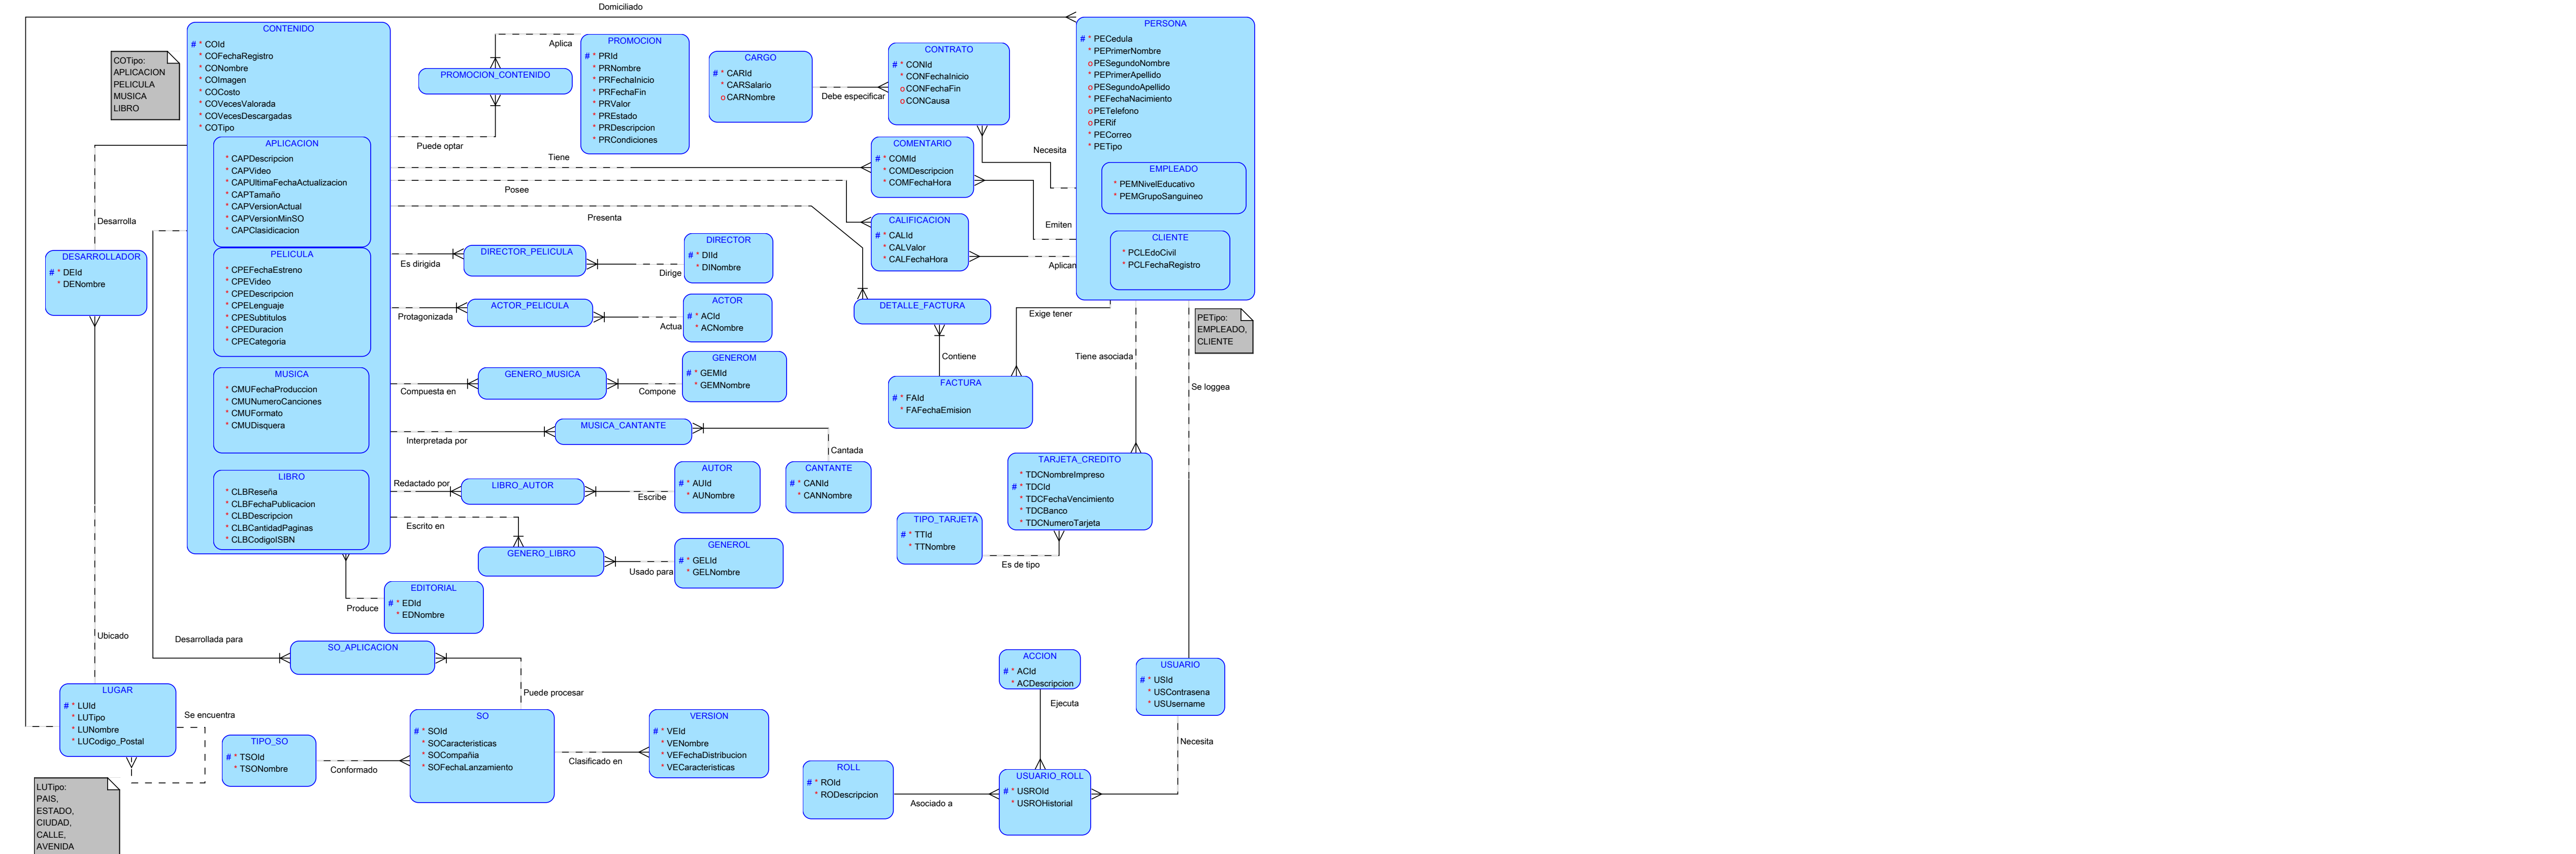 Domiciliado
COTipo:
APLICACION
PELICULA
MUSICA
LIBRO
CONTENIDO
# * COId
* COFechaRegistro
* CONombre
* COImagen
* COCosto
* COVecesValorada
* COVecesDescargadas
* COTipo
APLICACION
* CAPDescripcion
* CAPVideo
* CAPUltimaFechaActualizacion
* CAPTamaño
* CAPVersionActual
* CAPVersionMinSO
* CAPClasidicacion
PELICULA
* CPEFechaEstreno
* CPEVideo
* CPEDescripcion
* CPELenguaje
* CPESubtitulos
* CPEDuracion
* CPECategoria
MUSICA
* CMUFechaProduccion
* CMUNumeroCanciones
* CMUFormato
* CMUDisquera
LIBRO
* CLBReseña
* CLBFechaPublicacion
* CLBDescripcion
* CLBCantidadPaginas
* CLBCodigoISBN
Aplica
PROMOCION_CONTENIDO
Puede optar
PROMOCION
# * PRId
* PRNombre
* PRFechaInicio
* PRFechaFin
* PRValor
* PREstado
* PRDescripcion
* PRCondiciones
CARGO
# * CARId
* CARSalario
o CARNombre
Debe especificar
CONTRATO
# * CONId
* CONFechaInicio
o CONFechaFin
o CONCausa
Necesita
PERSONA
# * PECedula
* PEPrimerNombre
o PESegundoNombre
* PEPrimerApellido
o PESegundoApellido
* PEFechaNacimiento
o PETelefono
o PERif
* PECorreo
* PETipo
EMPLEADO
* PEMNivelEducativo
* PEMGrupoSanguineo
CLIENTE
* PCLEdoCivil
* PCLFechaRegistro
PETipo:
EMPLEADO,
CLIENTE
Tiene
COMENTARIO
# * COMId
* COMDescripcion
* COMFechaHora
Emiten
Posee
CALIFICACION
# * CALId
* CALValor
* CALFechaHora
Aplican
Presenta
DETALLE_FACTURA
Contiene
FACTURA
# * FAId
* FAFechaEmision
Exige tener
Tiene asociada
Se loggea
Desarrolla
DESARROLLADOR
# * DEId
* DENombre
Es dirigida
DIRECTOR_PELICULA
Dirige
DIRECTOR
# * DIId
* DINombre
Protagonizada
ACTOR_PELICULA
Actua
ACTOR
# * ACId
* ACNombre
Compuesta en
GENERO_MUSICA
Compone
GENEROM
# * GEMId
* GEMNombre
Interpretada por
MUSICA_CANTANTE
Cantada
CANTANTE
# * CANId
* CANNombre
Redactado por
LIBRO_AUTOR
Escribe
AUTOR
# * AUId
* AUNombre
Escrito en
GENERO_LIBRO
Usado para
GENEROL
# * GELId
* GELNombre
TARJETA_CREDITO
* TDCNombreImpreso
# * TDCId
* TDCFechaVencimiento
* TDCBanco
* TDCNumeroTarjeta
TIPO_TARJETA
# * TTId
* TTNombre
Es de tipo
Produce
EDITORIAL
# * EDId
* EDNombre
Ubicado
Desarrollada para
SO_APLICACION
Puede procesar
LUGAR
# * LUId
* LUTipo
* LUNombre
* LUCodigo_Postal
Se encuentra
LUTipo:
PAIS,
ESTADO,
CIUDAD,
CALLE,
AVENIDA
TIPO_SO
# * TSOId
* TSONombre
Conformado
SO
# * SOId
* SOCaracteristicas
* SOCompañia
* SOFechaLanzamiento
Clasificado en
VERSION
# * VEId
* VENombre
* VEFechaDistribucion
* VECaracteristicas
ACCION
# * ACId
* ACDescripcion
Ejecuta
USUARIO
# * USId
* USContrasena
* USUsername
Necesita
ROLL
# * ROId
* RODescripcion
Asociado a
USUARIO_ROLL
# * USROId
* USROHistorial